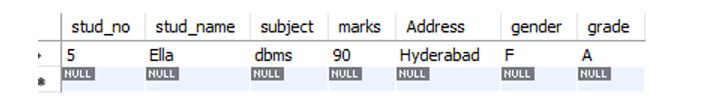 stud_no stud_name subject marks Address gender grade
5 Ella dbms 90 Hyderabad F A
NULL NULL NULL NULL NULL NULL NULL